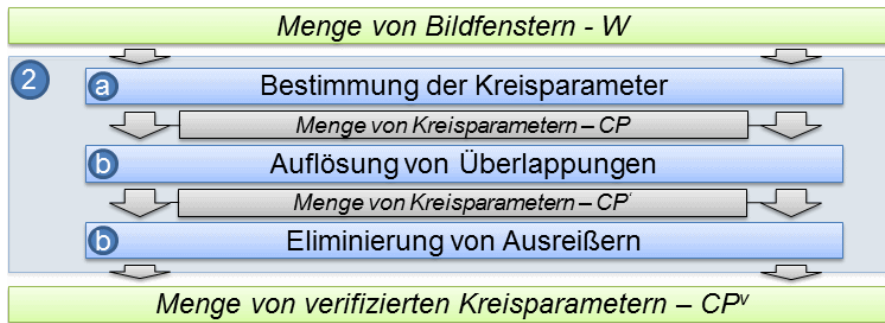 Menge von Bildfenstern - W
2
a Bestimmung der Kreisparameter
Menge von Kreisparametern – CP
b Auflösung von Überlappungen
Menge von Kreisparametern – CP'
b Eliminierung von Ausreißern
Menge von verifizierten Kreisparametern – CPᵛ